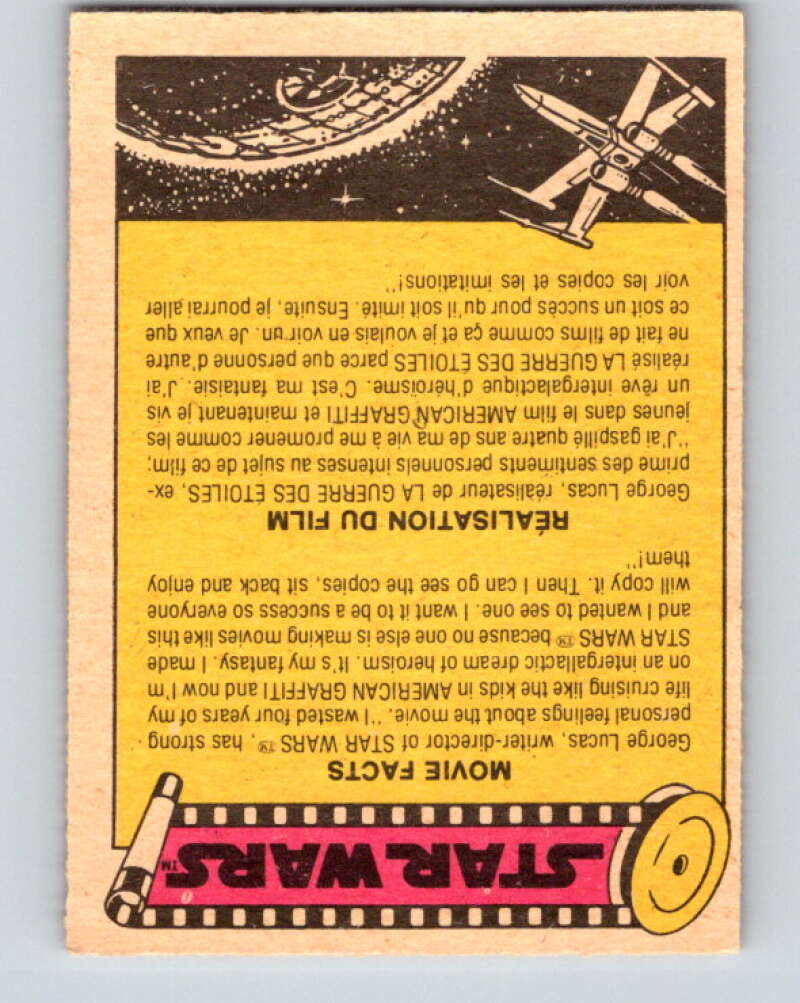 STAR WARS™
MOVIE FACTS
George Lucas, writer-director of STAR WARS ™, has strong
personal feelings about the movie. "I wasted four years of my
life cruising like the kids in AMERICAN GRAFFITI and now I'm
on an intergallactic dream of heroism. It's my fantasy. I made
STAR WARS ™ because no one else is making movies like this
and I wanted to see one. I want it to be a success so everyone
will copy it. Then I can go see the copies, sit back and enjoy
them!"
RÉALISATION DU FILM
George Lucas, réalisateur de LA GUERRE DES ÉTOILES, ex-
prime des sentiments personnels intenses au sujet de ce film;
"J'ai gaspillé quatre ans de ma vie à me promener comme les
jeunes dans le film AMERICAN GRAFFITI et maintenant je vis
un rêve intergalactique d'héroïsme. C'est ma fantaisie. J'ai
réalisé LA GUERRE DES ÉTOILES parce que personne d'autre
ne fait de films comme ça et je voulais en voir un. Je veux que
ce soit un succès pour qu'il soit imité. Ensuite, je pourrai aller
voir les copies et les imitations!"